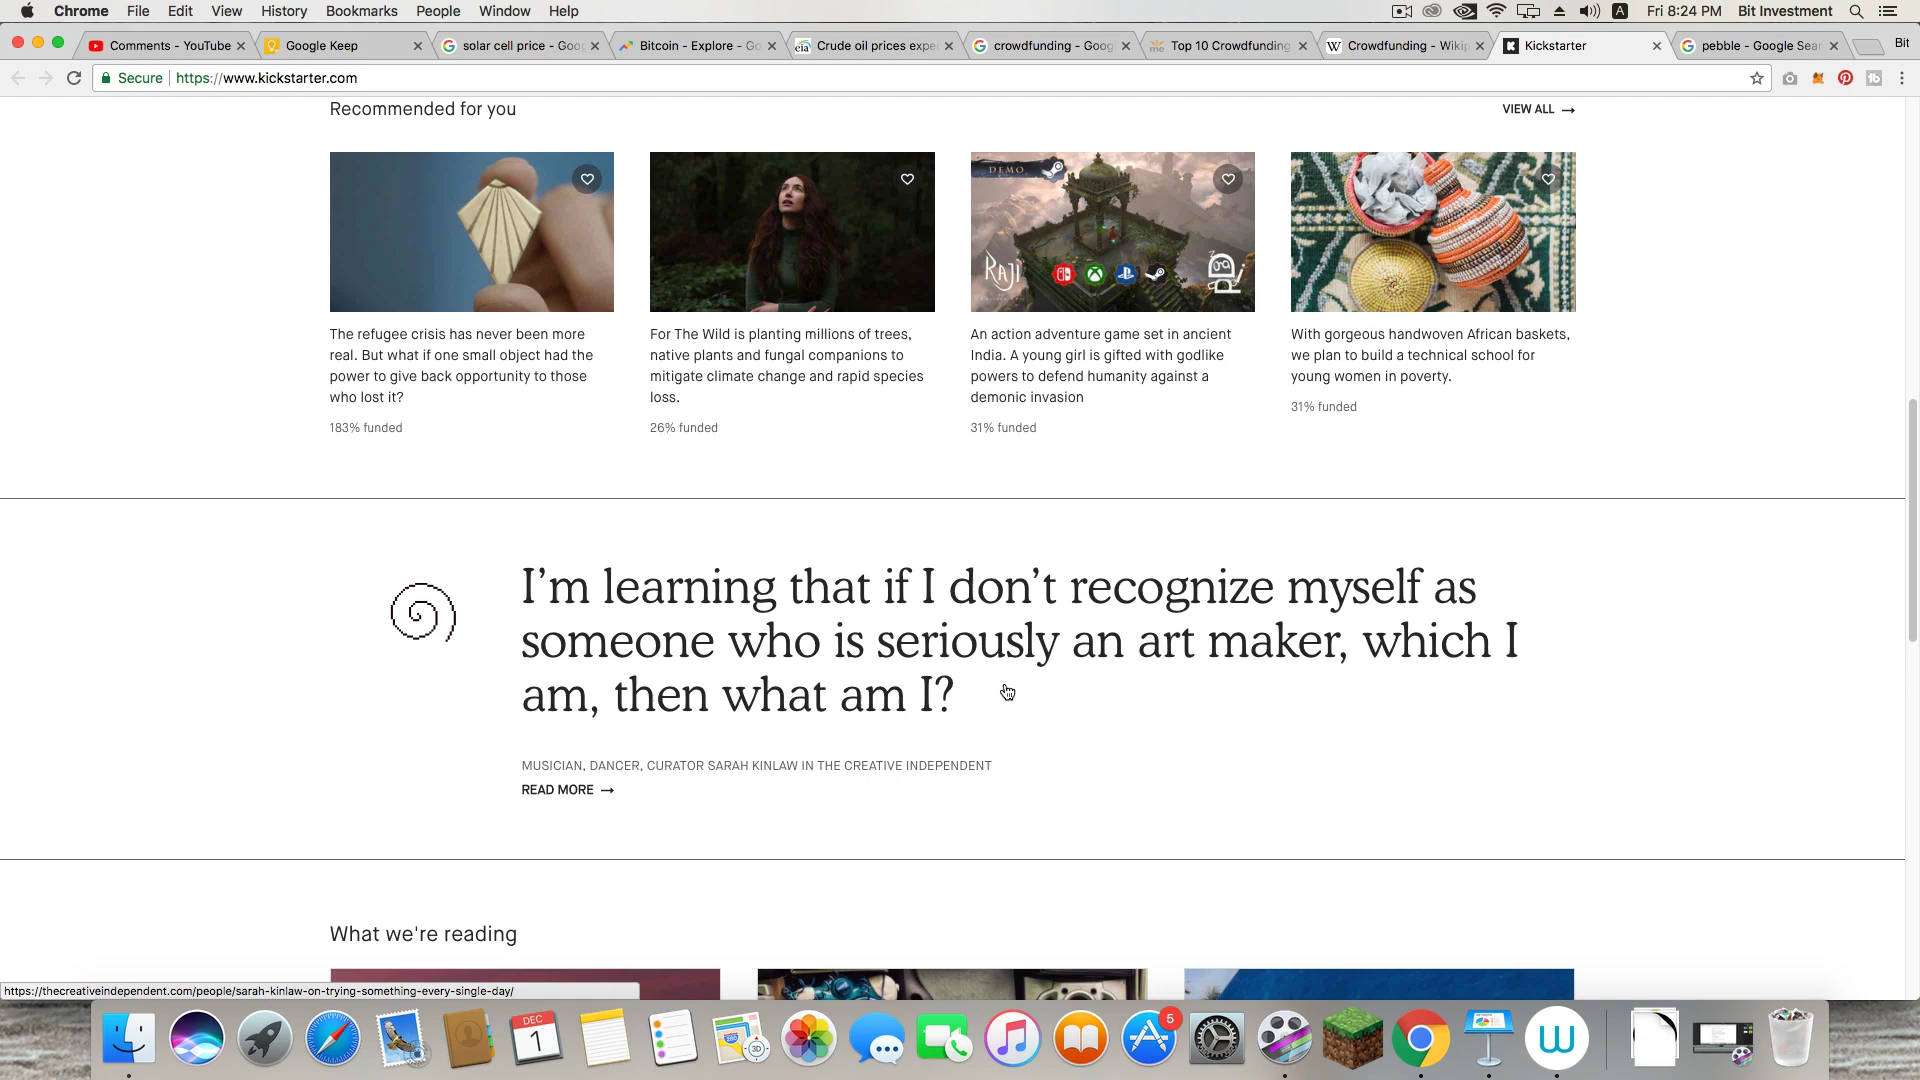 Chrome File Edit View History Bookmarks People Window Help
Fri 8:24 PM Bit Investment
Comments - YouTube
Google Keep
solar cell price - Goo
Bitcoin - Explore - Go
Crude oil prices expe
crowdfunding - Goog
Top 10 Crowdfunding
Crowdfunding - Wiki
Kickstarter
pebble - Google Sear
Bit
Secure https://www.kickstarter.com
Recommended for you
VIEW ALL →
DEMO
RAJI
The refugee crisis has never been more
real. But what if one small object had the
power to give back opportunity to those
who lost it?
183% funded
For The Wild is planting millions of trees,
native plants and fungal companions to
mitigate climate change and rapid species
loss.
26% funded
An action adventure game set in ancient
India. A young girl is gifted with godlike
powers to defend humanity against a
demonic invasion
31% funded
With gorgeous handwoven African baskets,
we plan to build a technical school for
young women in poverty.
31% funded
I’m learning that if I don’t recognize myself as
someone who is seriously an art maker, which I
am, then what am I?
MUSICIAN, DANCER, CURATOR SARAH KINLAW IN THE CREATIVE INDEPENDENT
READ MORE →
What we're reading
https://thecreativeindependent.com/people/sarah-kinlaw-on-trying-something-every-single-day/
DEC
1
3D
5
W